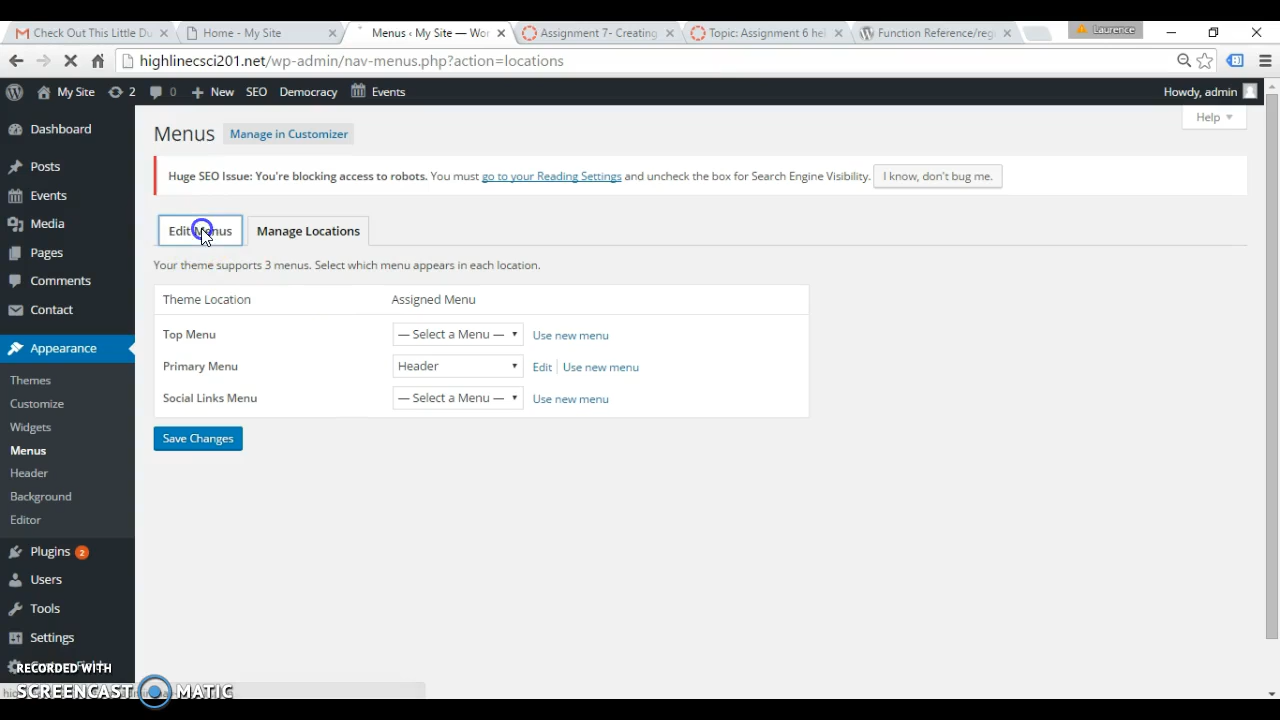 Check Out This Little Du
Home - My Site
Menus ‹ My Site — Wor
Assignment 7- Creating
Topic: Assignment 6 hel
Function Reference/reg
Laurence
highlinecsci201.net/wp-admin/nav-menus.php?action=locations
My Site
2
0
New
SEO
Democracy
Events
Howdy, admin
Dashboard
Posts
Events
Media
Pages
Comments
Contact
Appearance
Themes
Customize
Widgets
Menus
Header
Background
Editor
Plugins 2
Users
Tools
Settings
Help
Menus
Manage in Customizer
Huge SEO Issue: You're blocking access to robots. You must go to your Reading Settings and uncheck the box for Search Engine Visibility.
I know, don't bug me.
Edit Menus
Manage Locations
Your theme supports 3 menus. Select which menu appears in each location.
Theme Location Assigned Menu
Top Menu — Select a Menu — Use new menu
Primary Menu Header Edit Use new menu
Social Links Menu — Select a Menu — Use new menu
Save Changes
RECORDED WITH
SCREENCAST MATIC